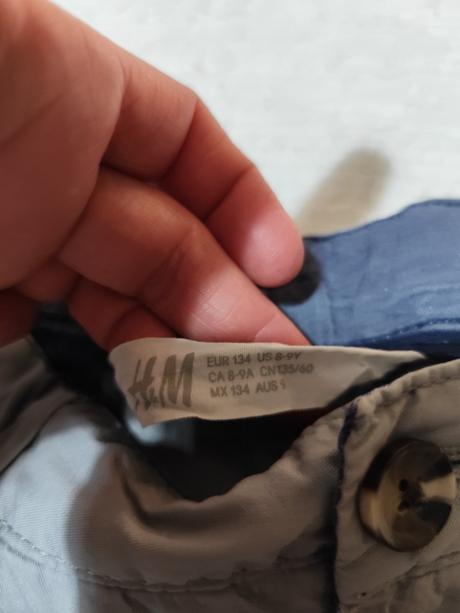 H&M
EUR 134 US 8-9Y
CA 8-9A CN135/60
MX 134 AUS 9